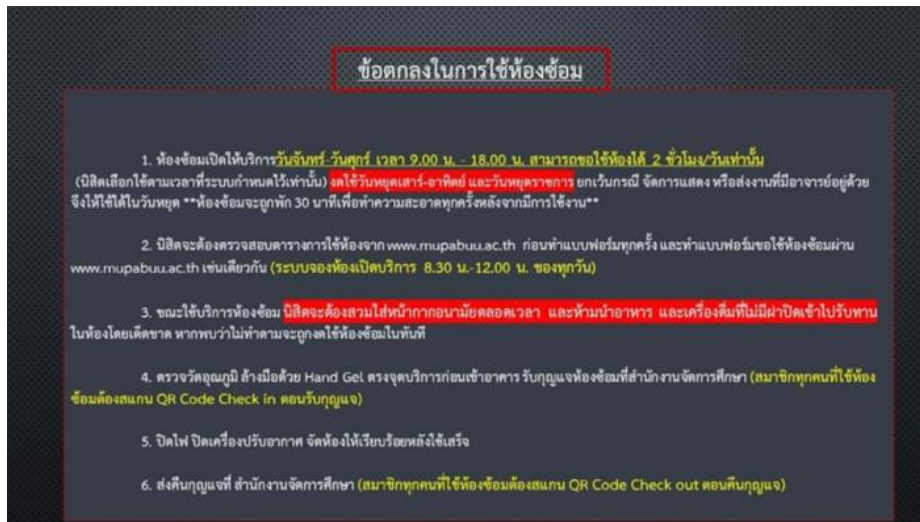 ข้อตกลงในการใช้ห้องซ้อม
1. ห้องซ้อมเปิดให้บริการวันจันทร์-วันศุกร์ เวลา 9.00 น. - 18.00 น. สามารถขอใช้ห้องได้ 2 ชั่วโมง/วันเท่านั้น
(นิสิตเลือกใช้ตามเวลาที่ระบบกำหนดไว้เท่านั้น) งดใช้วันหยุดเสาร์-อาทิตย์ และวันหยุดราชการ ยกเว้นกรณี จัดการแสดง หรือส่งงานที่มีอาจารย์อยู่ด้วย
จึงให้ใช้ได้ในวันหยุด **ห้องซ้อมจะถูกพัก 30 นาทีเพื่อทำความสะอาดทุกครั้งหลังจากมีการใช้งาน**
2. นิสิตจะต้องตรวจสอบตารางการใช้ห้องจาก www.mupabuu.ac.th ก่อนทำแบบฟอร์มทุกครั้ง และทำแบบฟอร์มขอใช้ห้องซ้อมผ่าน
www.mupabuu.ac.th เช่นเดียวกัน (ระบบจองห้องเปิดบริการ 8.30 น.-12.00 น. ของทุกวัน)
3. ขณะใช้บริการห้องซ้อม นิสิตจะต้องสวมใส่หน้ากากอนามัยตลอดเวลา และห้ามนำอาหาร และเครื่องดื่มที่ไม่มีฝาปิดเข้าไปรับทาน
ในห้องโดยเด็ดขาด หากพบว่าไม่ทำตามจะถูกงดใช้ห้องซ้อมในทันที
4. ตรวจวัดอุณภูมิ ล้างมือด้วย Hand Gel ตรงจุดบริการก่อนเข้าอาคาร รับกุญแจห้องซ้อมที่สำนักงานจัดการศึกษา (สมาชิกทุกคนที่ใช้ห้อง
ซ้อมต้องสแกน QR Code Check in ตอนรับกุญแจ)
5. ปิดไฟ ปิดเครื่องปรับอากาศ จัดห้องให้เรียบร้อยหลังใช้เสร็จ
6. ส่งคืนกุญแจที่ สำนักงานจัดการศึกษา (สมาชิกทุกคนที่ใช้ห้องซ้อมต้องสแกน QR Code Check out ตอนคืนกุญแจ)